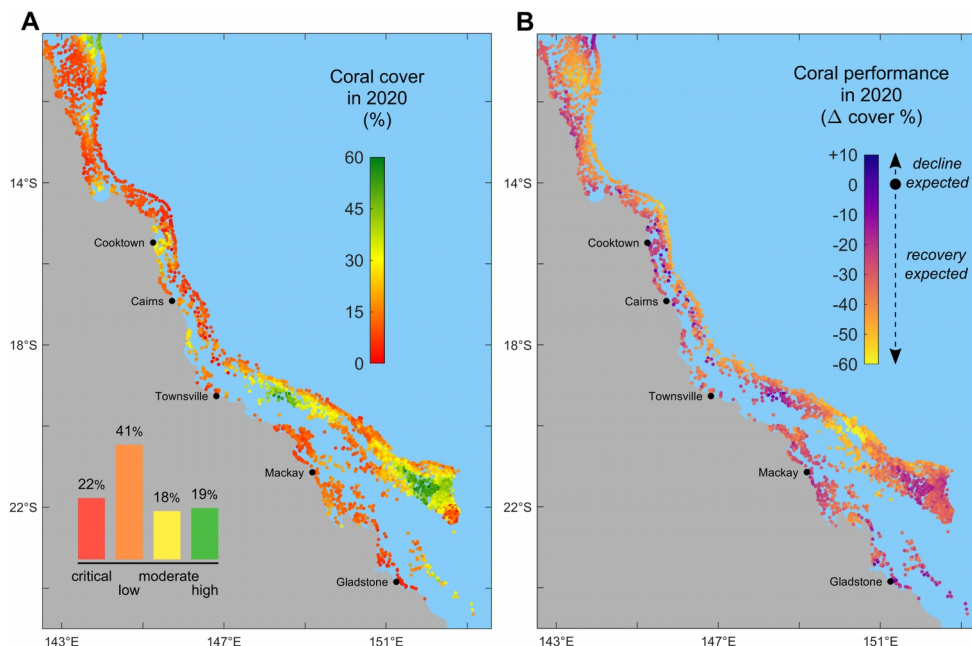 A
Coral cover
in 2020
(%)
60
45
30
15
0
14°S
18°S
22°S
Cooktown
Cairns
Townsville
Mackay
Gladstone
22%
41%
18%
19%
critical
low
moderate
high
143°E
147°E
151°E
B
Coral performance
in 2020
(Δ cover %)
+10
0
-10
-20
-30
-40
-50
-60
decline
expected
recovery
expected
14°S
18°S
22°S
Cooktown
Cairns
Townsville
Mackay
Gladstone
143°E
147°E
151°E